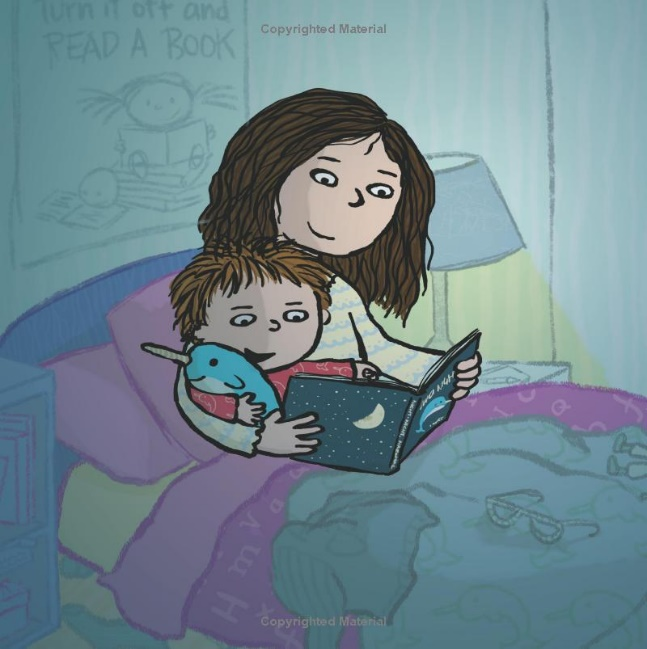 Copyrighted Material
Turn it off and
READ A BOOK
Copyrighted Material